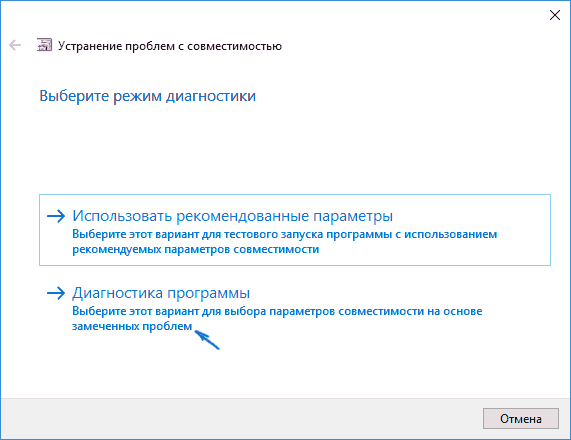 Устранение проблем с совместимостью
Выберите режим диагностики
Использовать рекомендованные параметры
Выберите этот вариант для тестового запуска программы с использованием
рекомендуемых параметров совместимости
Диагностика программы
Выберите этот вариант для выбора параметров совместимости на основе
замеченных проблем
Отмена